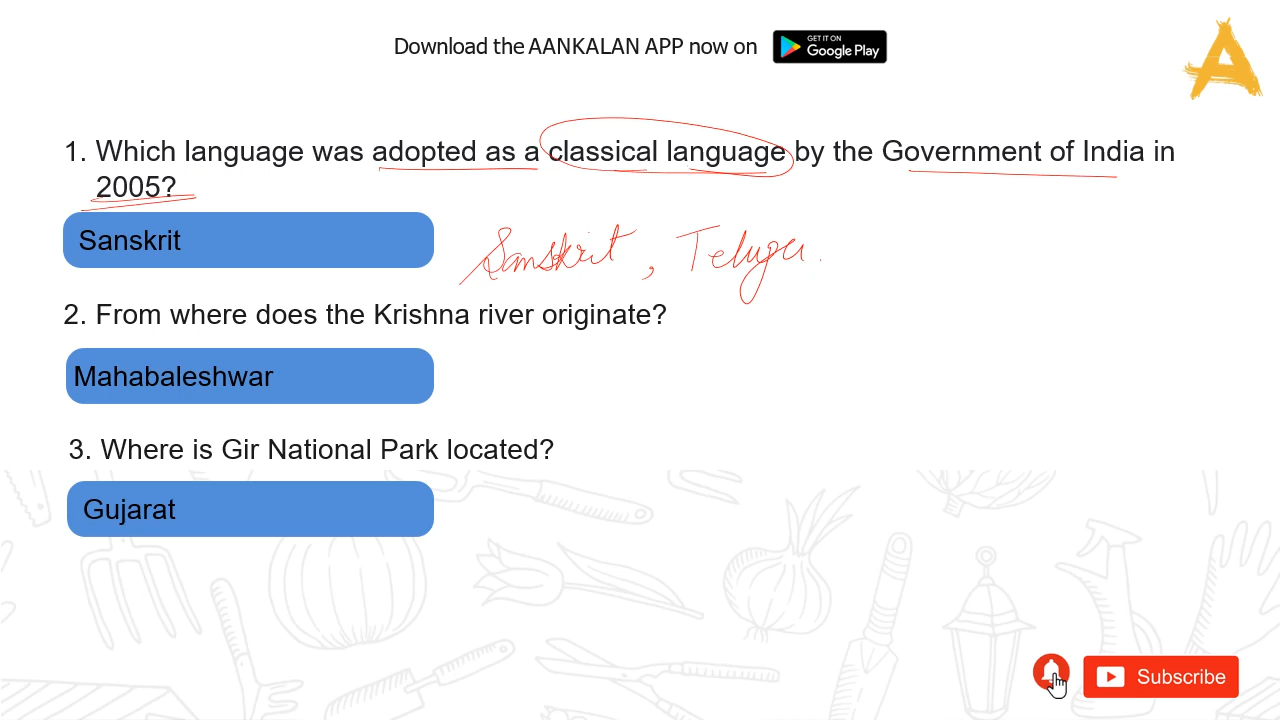 Download the AANKALAN APP now on
GET IT ON
Google Play
A
1. Which language was adopted as a classical language by the Government of India in
2005?
Sanskrit
Sanskrit, Telugu.
2. From where does the Krishna river originate?
Mahabaleshwar
3. Where is Gir National Park located?
Gujarat
Subscribe